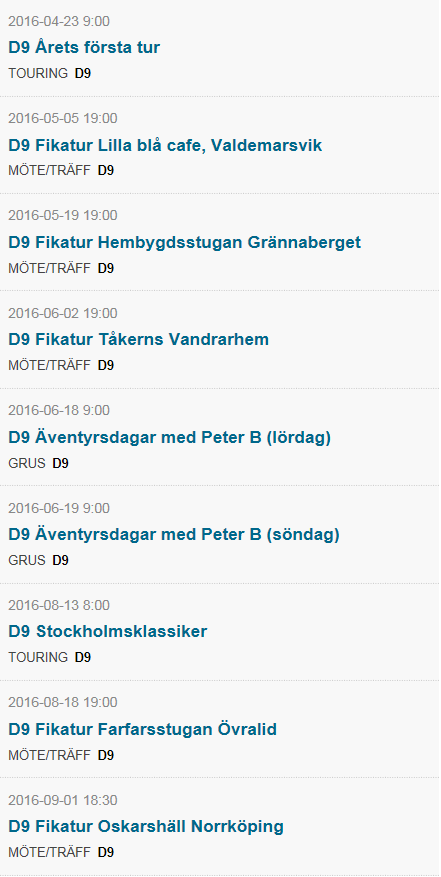 2016-04-23 9:00
D9 Årets första tur
TOURING D9
2016-05-05 19:00
D9 Fikatur Lilla blå cafe, Valdemarsvik
MÖTE/TRÄFF D9
2016-05-19 19:00
D9 Fikatur Hembygdsstugan Grännaberget
MÖTE/TRÄFF D9
2016-06-02 19:00
D9 Fikatur Tåkerns Vandrarhem
MÖTE/TRÄFF D9
2016-06-18 9:00
D9 Äventyrsdagar med Peter B (lördag)
GRUS D9
2016-06-19 9:00
D9 Äventyrsdagar med Peter B (söndag)
GRUS D9
2016-08-13 8:00
D9 Stockholmsklassiker
TOURING D9
2016-08-18 19:00
D9 Fikatur Farfarsstugan Övralid
MÖTE/TRÄFF D9
2016-09-01 18:30
D9 Fikatur Oskarshäll Norrköping
MÖTE/TRÄFF D9